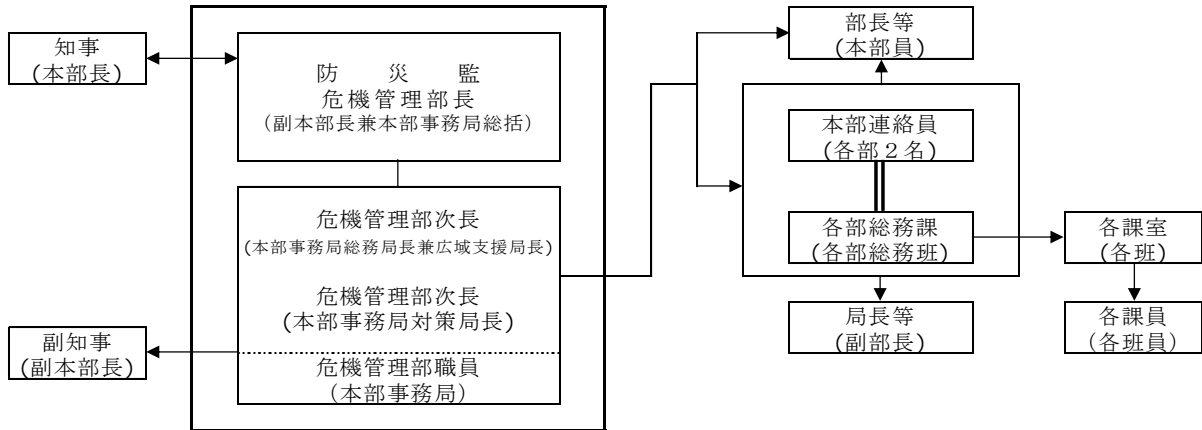 知事
(本部長)
防　災　監
危機管理部長
(副本部長兼本部事務局総括)
危機管理部次長
(本部事務局総務局長兼広域支援局長)
危機管理部次長
(本部事務局対策局長)
危機管理部職員
(本部事務局)
副知事
(副本部長)
部長等
(本部員)
本部連絡員
(各部２名)
各部総務課
(各部総務班)
局長等
(副部長)
各課室
(各班)
各課員
(各班員)